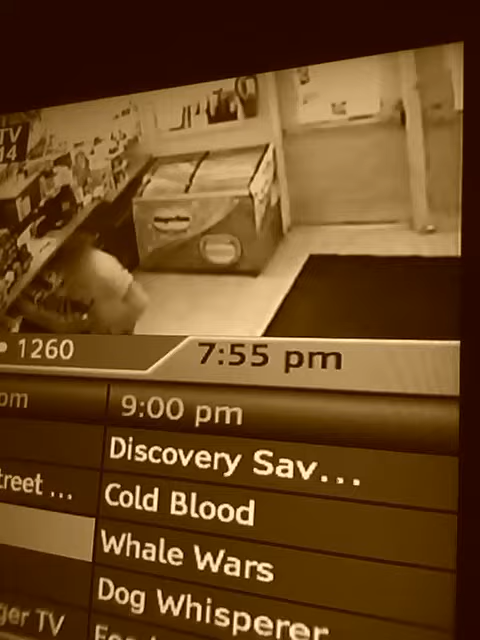 TV
14
1260
7:55 pm
om
9:00 pm
Discovery Sav...
treet ...
Cold Blood
Whale Wars
Dog Whisperer
ger TV